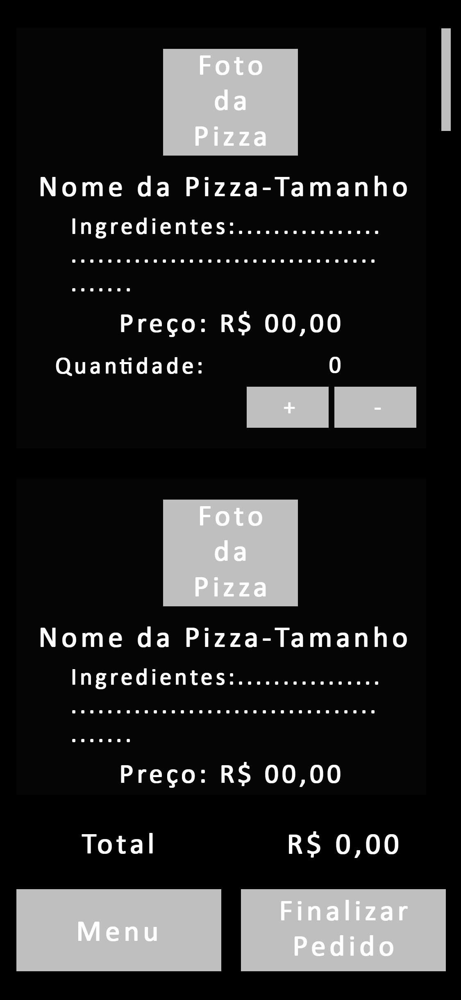 Foto
da
Pizza
Nome da Pizza-Tamanho
Ingredientes:................
..................................
.......
Preço: R$ 00,00
Quantidade: 0
+ -
Foto
da
Pizza
Nome da Pizza-Tamanho
Ingredientes:................
..................................
.......
Preço: R$ 00,00
Total R$ 0,00
Menu
Finalizar
Pedido